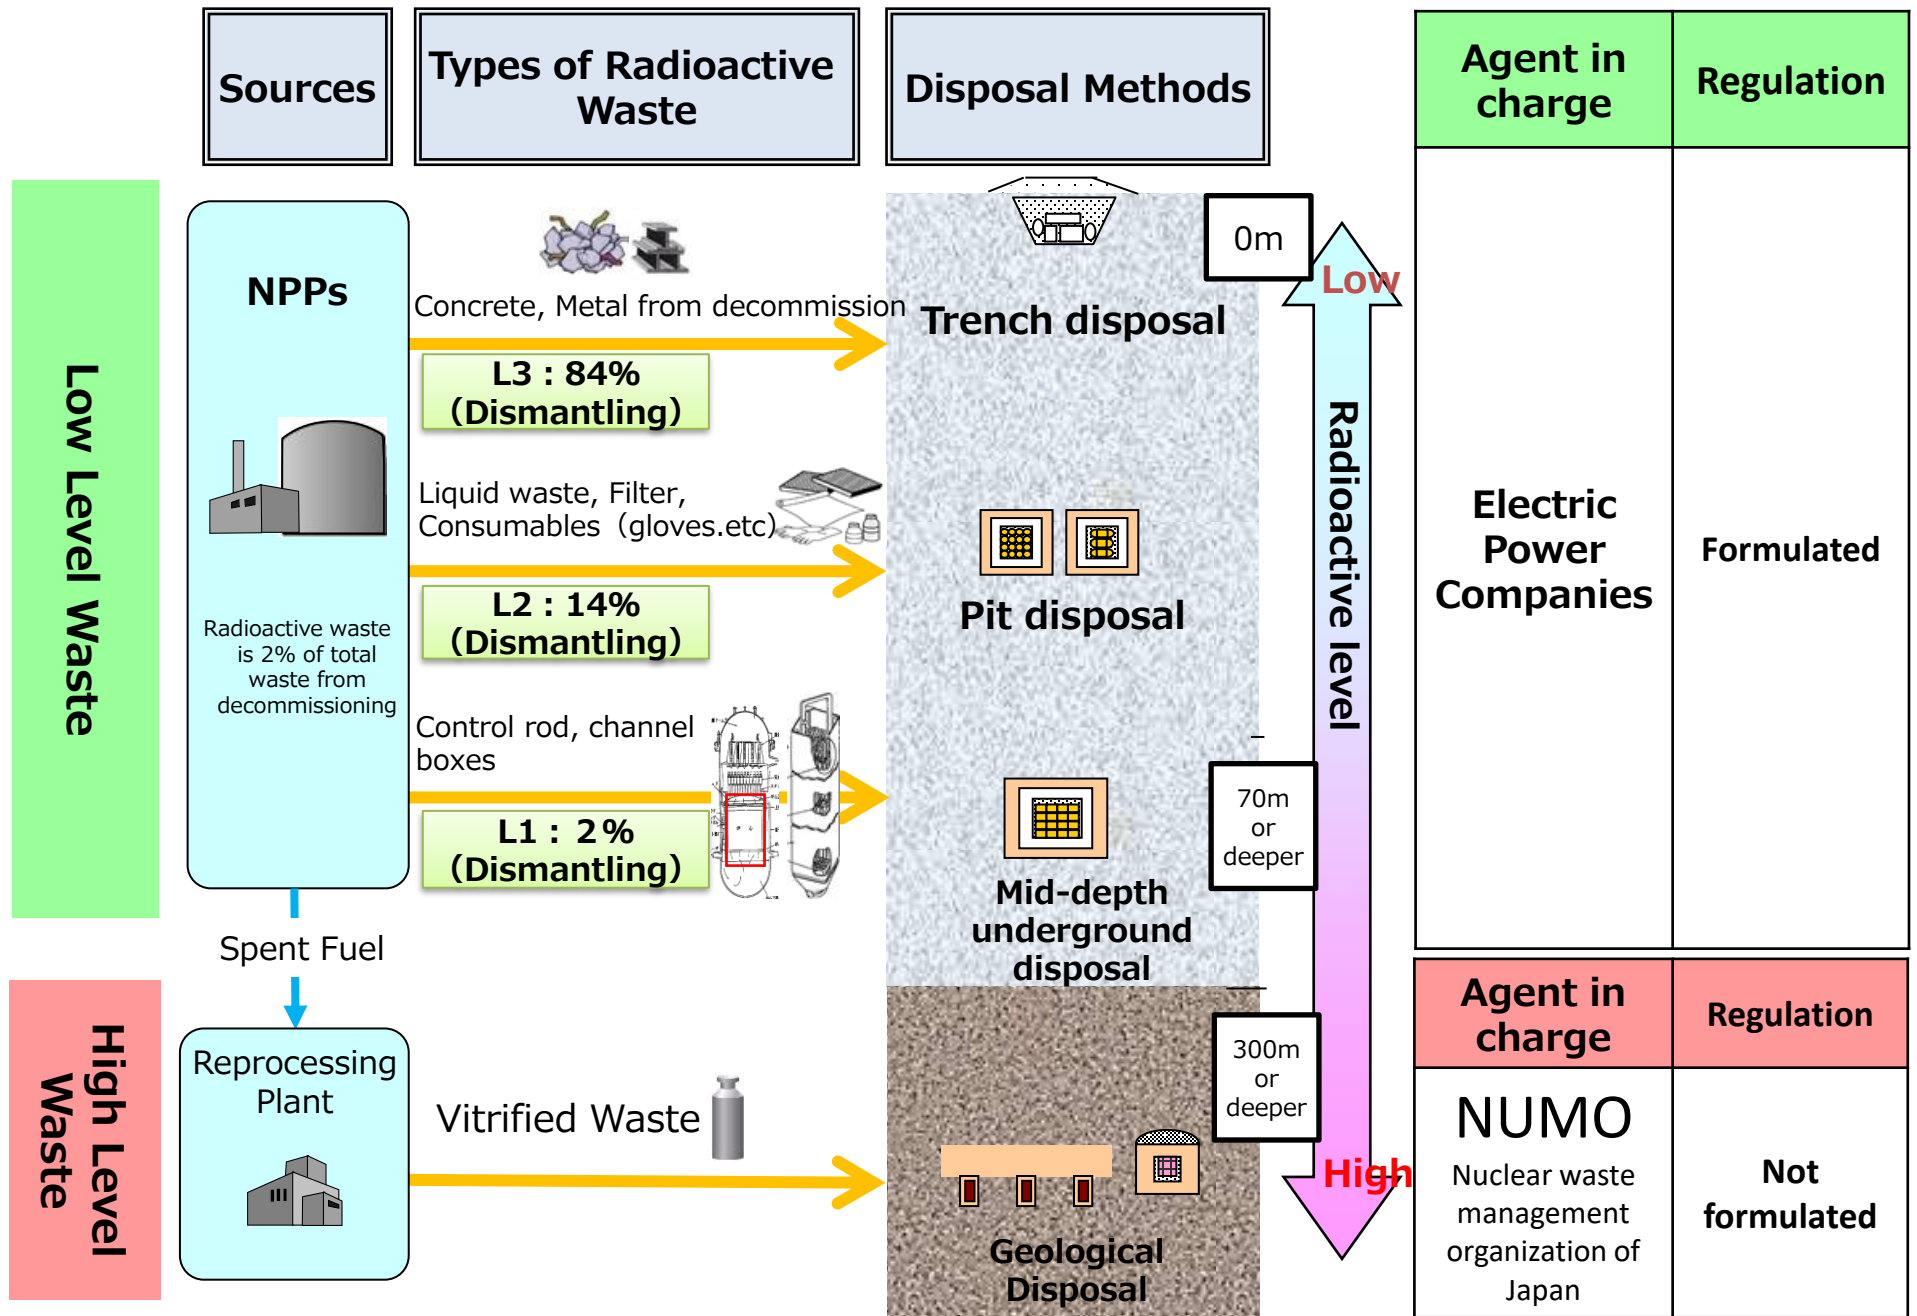 Sources
Types of Radioactive
Waste
Disposal Methods
Agent in
charge
Regulation
Low Level Waste
NPPs
Radioactive waste
is 2% of total
waste from
decommissioning
Concrete, Metal from decommission
L3：84%
(Dismantling)
Liquid waste, Filter,
Consumables（gloves.etc)
L2：14%
(Dismantling)
Control rod, channel
boxes
L1：2%
(Dismantling)
Trench disposal
Pit disposal
Mid-depth
underground
disposal
0m
70m
or
deeper
Low
Radioactive level
High
Electric
Power
Companies
Formulated
Spent Fuel
High Level
Waste
Reprocessing
Plant
Vitrified Waste
Geological
Disposal
300m
or
deeper
Agent in
charge
Regulation
NUMO
Nuclear waste
management
organization of
Japan
Not
formulated